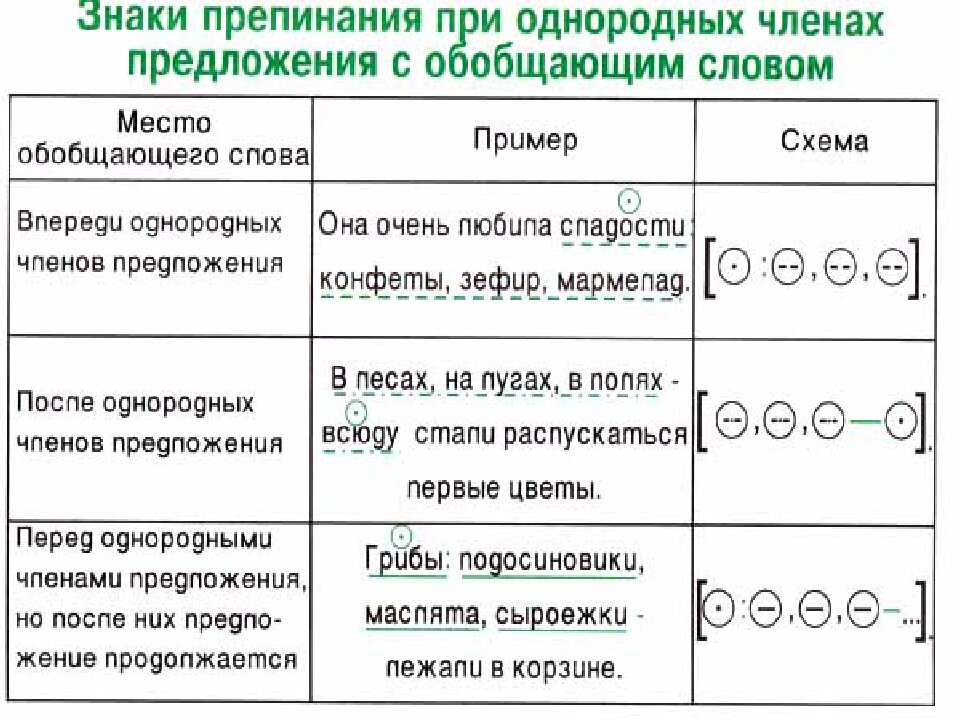 Знаки препинания при однородных членах
предложения с обобщающим словом
Место
обобщающего слова
Пример
Схема
Впереди однородных
членов предложения
Она очень любила сладости:
конфеты, зефир, мармелад.
[⊙ : (--), (--), (--)].
После однородных
членов предложения
В лесах, на лугах, в полях -
всюду стали распускаться
первые цветы.
[(-·-), (-·-), (-·-) — ⊙].
Перед однородными
членами предложения,
но после них предло-
жение продолжается
Грибы: подосиновики,
маслята, сыроежки -
лежали в корзине.
[⊙ : (—), (—), (—) – ...].